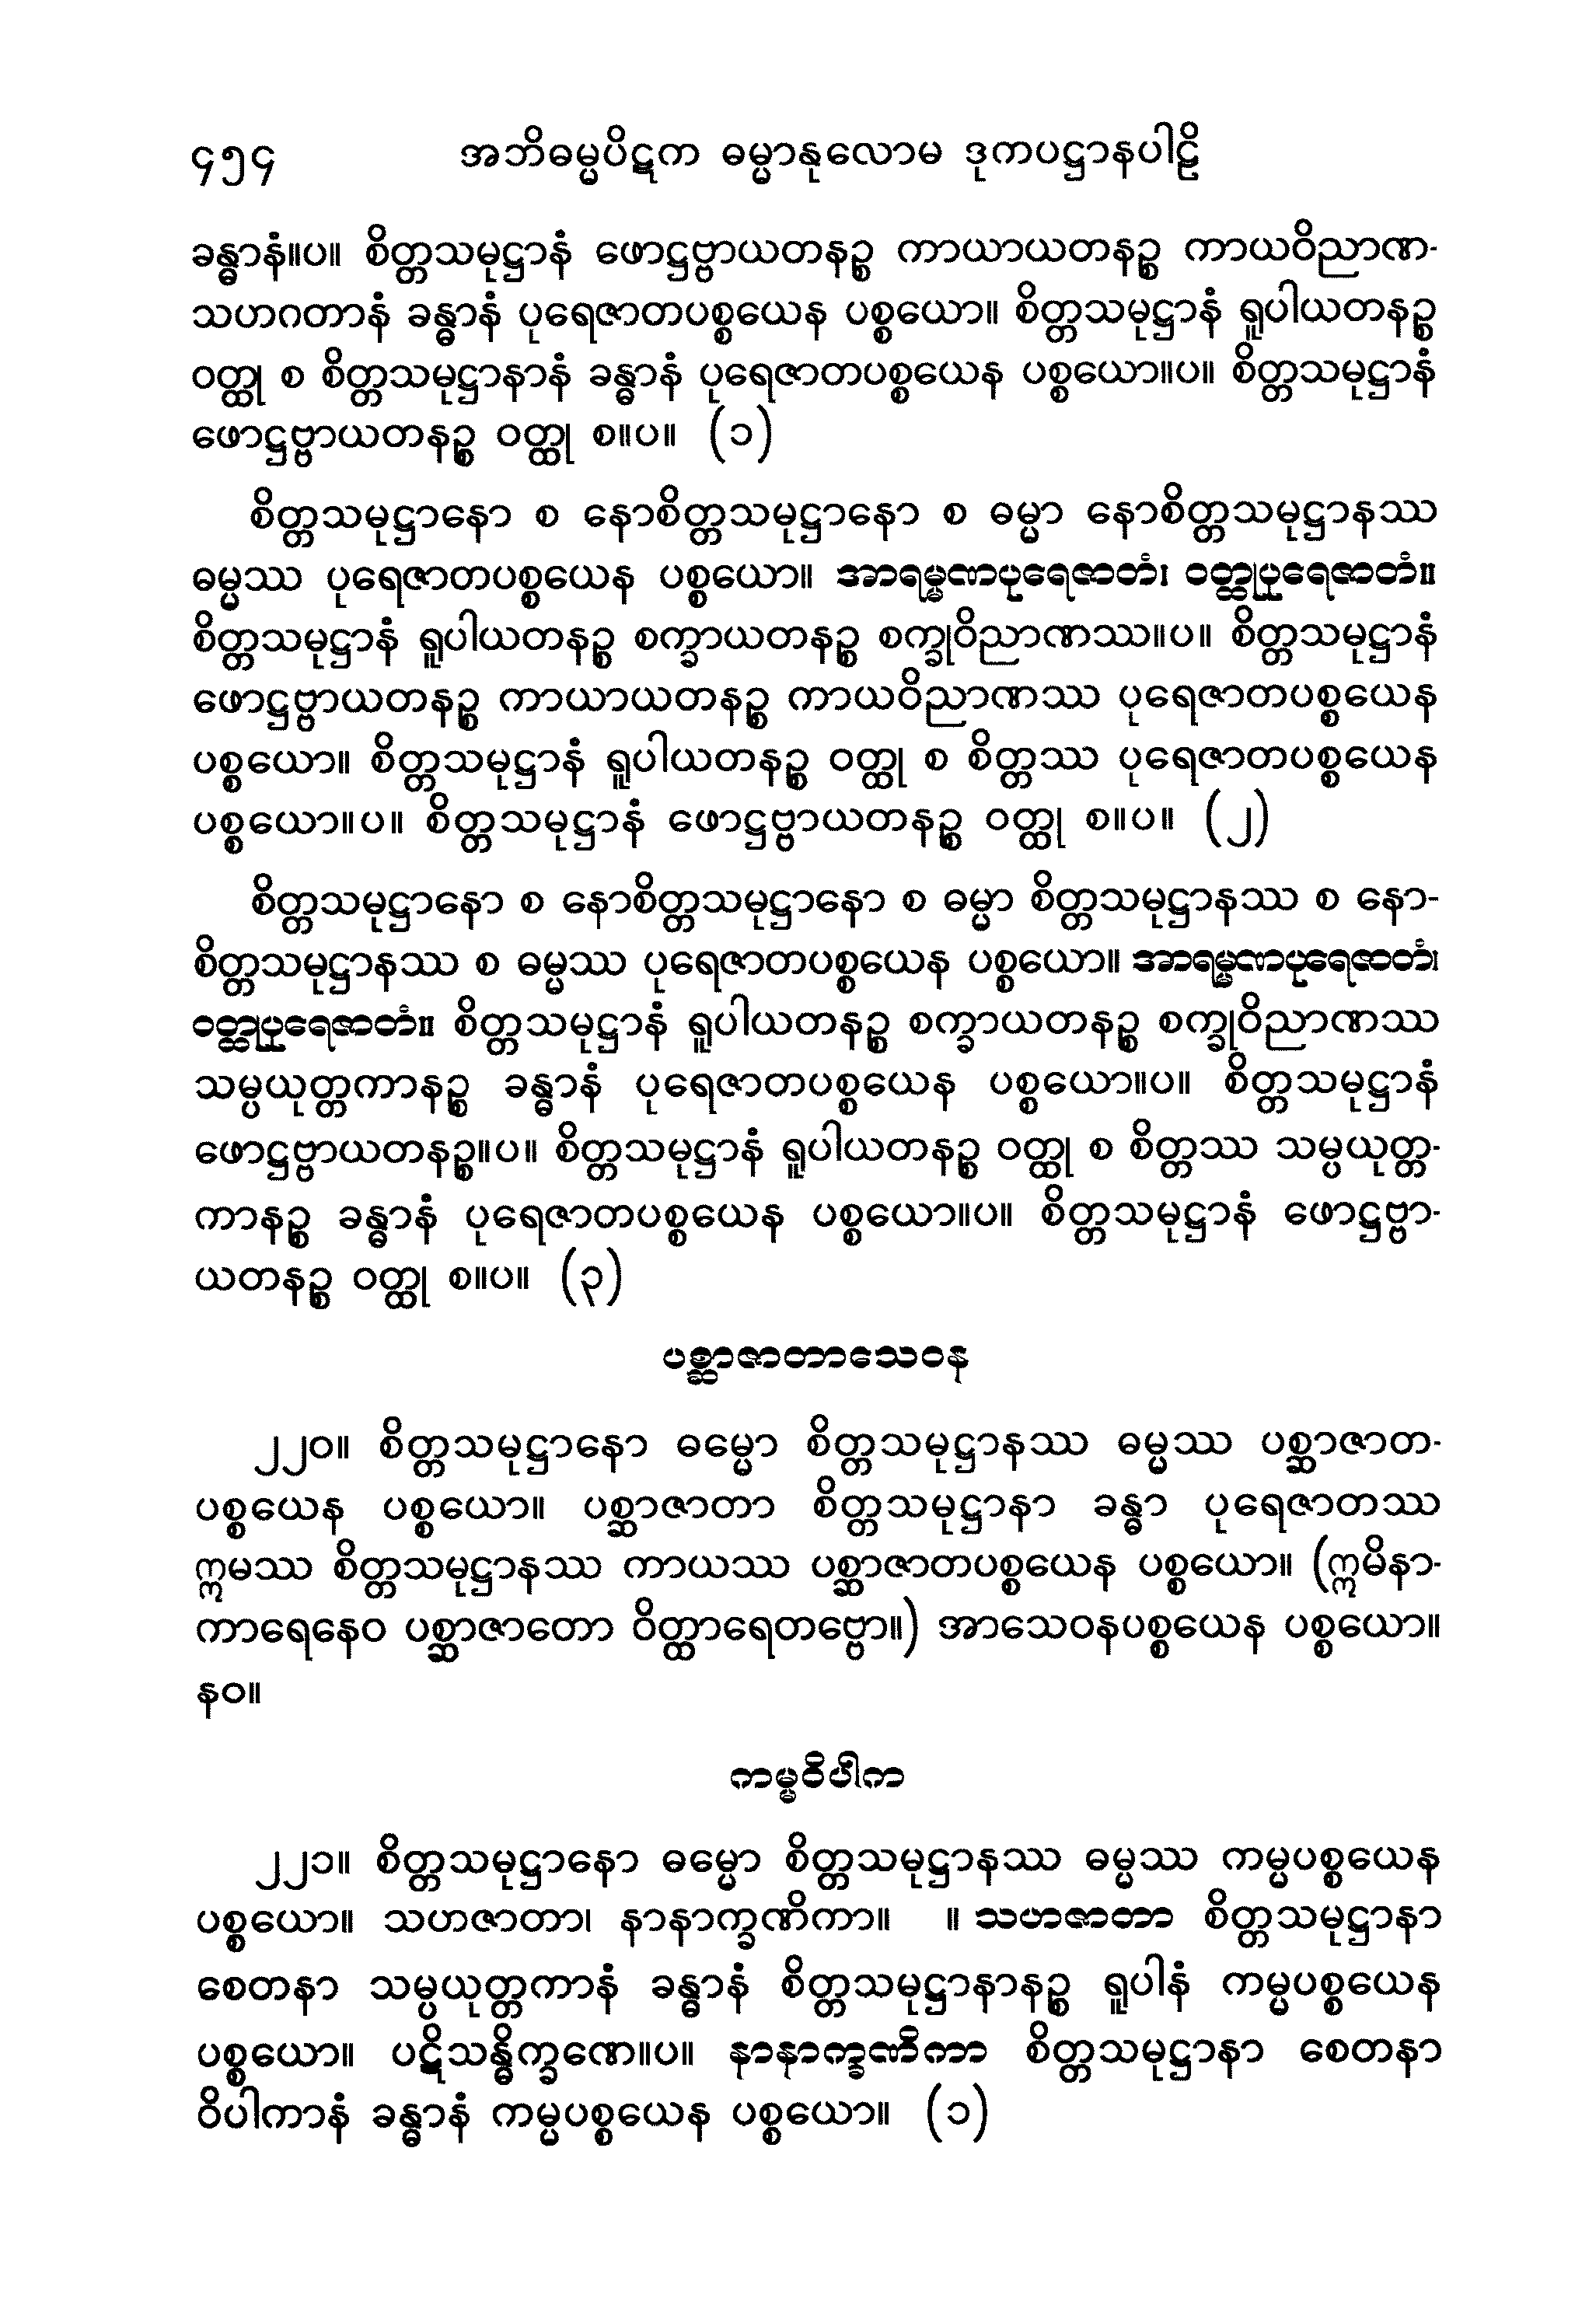 ၄၅၄ အဘိဓမ္မပိဋက ဓမ္မာနုလောမ ဒုကပဋ္ဌာနပါဠိ
ခန္ဓာနံ။ပ။ စိတ္တသမုဋ္ဌာနံ ဖောဋ္ဌဗ္ဗာယတနဉ္စ ကာယာယတနဉ္စ ကာယဝိညာဏ-
သဟဂတာနံ ခန္ဓာနံ ပုရေဇာတပစ္စယေန ပစ္စယော။ စိတ္တသမုဋ္ဌာနံ ရူပါယတနဉ္စ
ဝတ္ထု စ စိတ္တသမုဋ္ဌာနာနံ ခန္ဓာနံ ပုရေဇာတပစ္စယေန ပစ္စယော။ပ။ စိတ္တသမုဋ္ဌာနံ
ဖောဋ္ဌဗ္ဗာယတနဉ္စ ဝတ္ထု စ။ပ။ (၁)
စိတ္တသမုဋ္ဌာနော စ နောစိတ္တသမုဋ္ဌာနော စ ဓမ္မာ နောစိတ္တသမုဋ္ဌာနဿ
ဓမ္မဿ ပုရေဇာတပစ္စယေန ပစ္စယော။ အာရမ္မဏပုရေဇာတံ၊ ဝတ္ထုပုရေဇာတံ။
စိတ္တသမုဋ္ဌာနံ ရူပါယတနဉ္စ စက္ခာယတနဉ္စ စက္ခုဝိညာဏဿ။ပ။ စိတ္တသမုဋ္ဌာနံ
ဖောဋ္ဌဗ္ဗာယတနဉ္စ ကာယာယတနဉ္စ ကာယဝိညာဏဿ ပုရေဇာတပစ္စယေန
ပစ္စယော။ စိတ္တသမုဋ္ဌာနံ ရူပါယတနဉ္စ ဝတ္ထု စ စိတ္တဿ ပုရေဇာတပစ္စယေန
ပစ္စယော။ပ။ စိတ္တသမုဋ္ဌာနံ ဖောဋ္ဌဗ္ဗာယတနဉ္စ ဝတ္ထု စ။ပ။ (၂)
စိတ္တသမုဋ္ဌာနော စ နောစိတ္တသမုဋ္ဌာနော စ ဓမ္မာ စိတ္တသမုဋ္ဌာနဿ စ နော-
စိတ္တသမုဋ္ဌာနဿ စ ဓမ္မဿ ပုရေဇာတပစ္စယေန ပစ္စယော။ အာရမ္မဏပုရေဇာတံ၊
ဝတ္ထုပုရေဇာတံ။ စိတ္တသမုဋ္ဌာနံ ရူပါယတနဉ္စ စက္ခာယတနဉ္စ စက္ခုဝိညာဏဿ
သမ္ပယုတ္တကာနဉ္စ ခန္ဓာနံ ပုရေဇာတပစ္စယေန ပစ္စယော။ပ။ စိတ္တသမုဋ္ဌာနံ
ဖောဋ္ဌဗ္ဗာယတနဉ္စ။ပ။ စိတ္တသမုဋ္ဌာနံ ရူပါယတနဉ္စ ဝတ္ထု စ စိတ္တဿ သမ္ပယုတ္တ-
ကာနဉ္စ ခန္ဓာနံ ပုရေဇာတပစ္စယေန ပစ္စယော။ပ။ စိတ္တသမုဋ္ဌာနံ ဖောဋ္ဌဗ္ဗာ-
ယတနဉ္စ ဝတ္ထု စ။ပ။ (၃)
ပစ္ဆာဇာတာသေဝန
၂၂၀။ စိတ္တသမုဋ္ဌာနော ဓမ္မော စိတ္တသမုဋ္ဌာနဿ ဓမ္မဿ ပစ္ဆာဇာတ-
ပစ္စယေန ပစ္စယော။ ပစ္ဆာဇာတာ စိတ္တသမုဋ္ဌာနာ ခန္ဓာ ပုရေဇာတဿ
ဣမဿ စိတ္တသမုဋ္ဌာနဿ ကာယဿ ပစ္ဆာဇာတပစ္စယေန ပစ္စယော။ (ဣမိနာ-
ကာရေနေဝ ပစ္ဆာဇာတော ဝိတ္ထာရေတဗ္ဗော။) အာသေဝနပစ္စယေန ပစ္စယော။
နဝ။
ကမ္မဝိပါက
၂၂၁။ စိတ္တသမုဋ္ဌာနော ဓမ္မော စိတ္တသမုဋ္ဌာနဿ ဓမ္မဿ ကမ္မပစ္စယေန
ပစ္စယော။ သဟဇာတာ၊ နာနာက္ခဏိကာ။ ။ သဟဇာတာ စိတ္တသမုဋ္ဌာနာ
စေတနာ သမ္ပယုတ္တကာနံ ခန္ဓာနံ စိတ္တသမုဋ္ဌာနာနဉ္စ ရူပါနံ ကမ္မပစ္စယေန
ပစ္စယော။ ပဋိသန္ဓိက္ခဏေ။ပ။ နာနာက္ခဏိကာ စိတ္တသမုဋ္ဌာနာ စေတနာ
ဝိပါကာနံ ခန္ဓာနံ ကမ္မပစ္စယေန ပစ္စယော။ (၁)